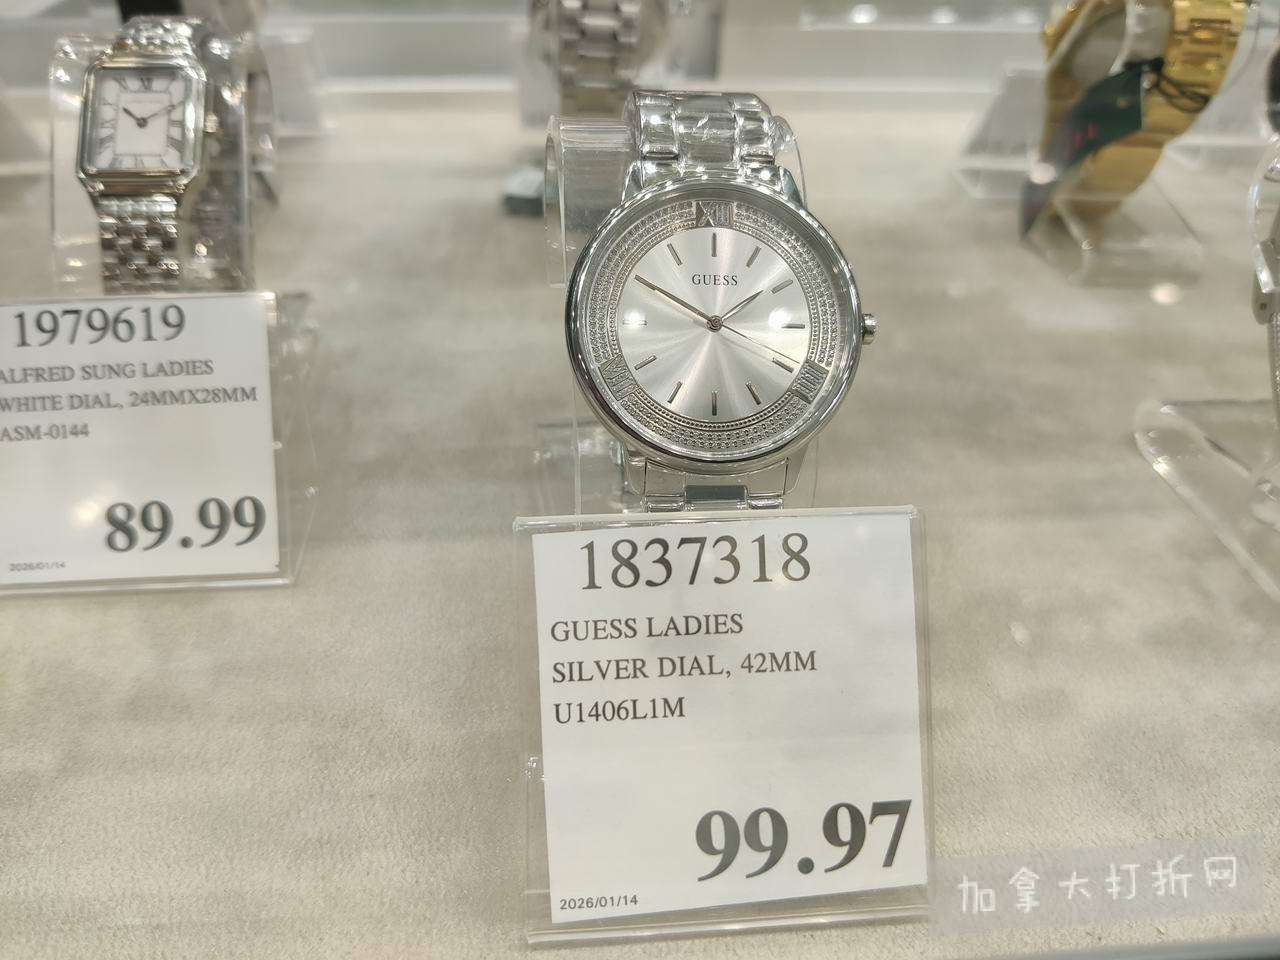 1979619
ALFRED SUNG LADIES
WHITE DIAL, 24MMX28MM
ASM-0144
89.99
2026/01/14
XII
GUESS
1837318
GUESS LADIES
SILVER DIAL, 42MM
U1406L1M
99.97
2026/01/14
加拿大打折网